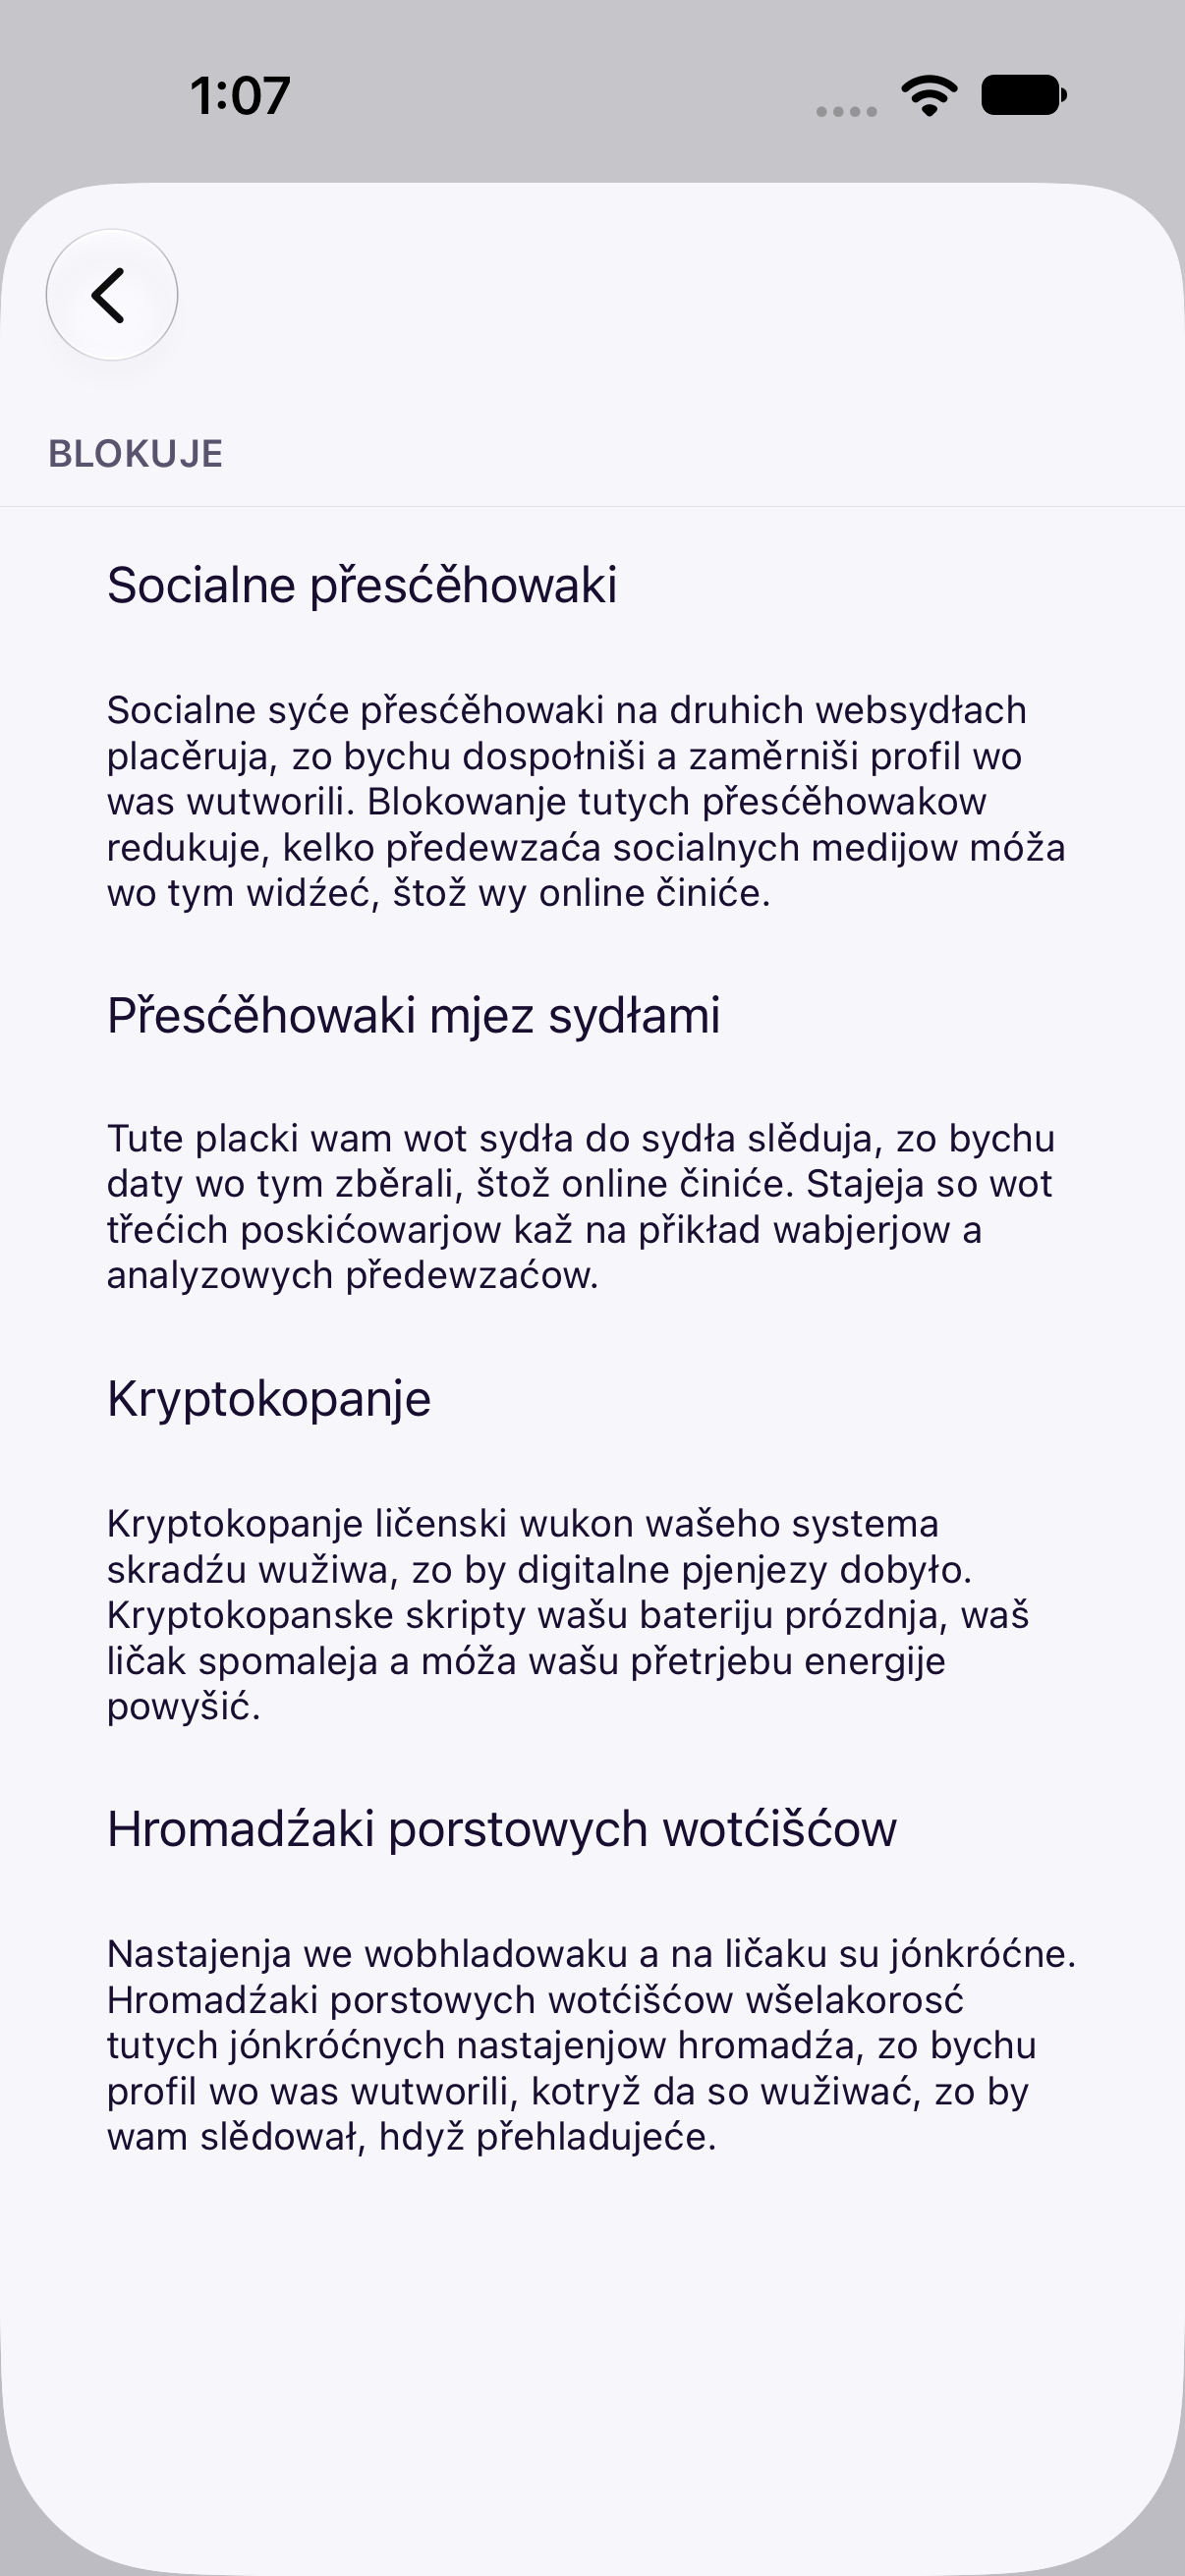 1:07
BLOKUJE
Socialne přesćěhowaki
Socialne syće přesćěhowaki na druhich websydłach
placěruja, zo bychu dospołniši a zaměrniši profil wo
was wutworili. Blokowanje tutych přesćěhowakow
redukuje, kelko předewzaća socialnych medijow móža
wo tym widźeć, štož wy online činiće.
Přesćěhowaki mjez sydłami
Tute placki wam wot sydła do sydła slěduja, zo bychu
daty wo tym zběrali, štož online činiće. Stajeja so wot
třećich poskićowarjow kaž na přikład wabjerjow a
analyzowych předewzaćow.
Kryptokopanje
Kryptokopanje ličenski wukon wašeho systema
skradźu wužiwa, zo by digitalne pjenjezy dobyło.
Kryptokopanske skripty wašu bateriju prózdnja, waš
ličak spomaleja a móža wašu přetrjebu energije
powyšić.
Hromadźaki porstowych wotćišćow
Nastajenja we wobhladowaku a na ličaku su jónkróćne.
Hromadźaki porstowych wotćišćow wšelakorosć
tutych jónkróćnych nastajenjow hromadźa, zo bychu
profil wo was wutworili, kotryž da so wužiwać, zo by
wam slědował, hdyž přehladujeće.